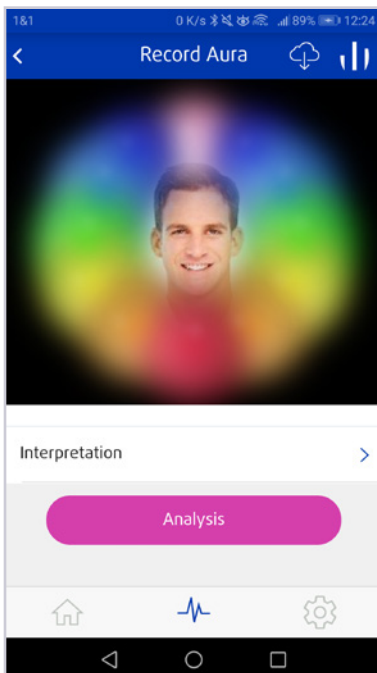 1&1 0 K/s 89% 12:24
Record Aura
Interpretation
Analysis